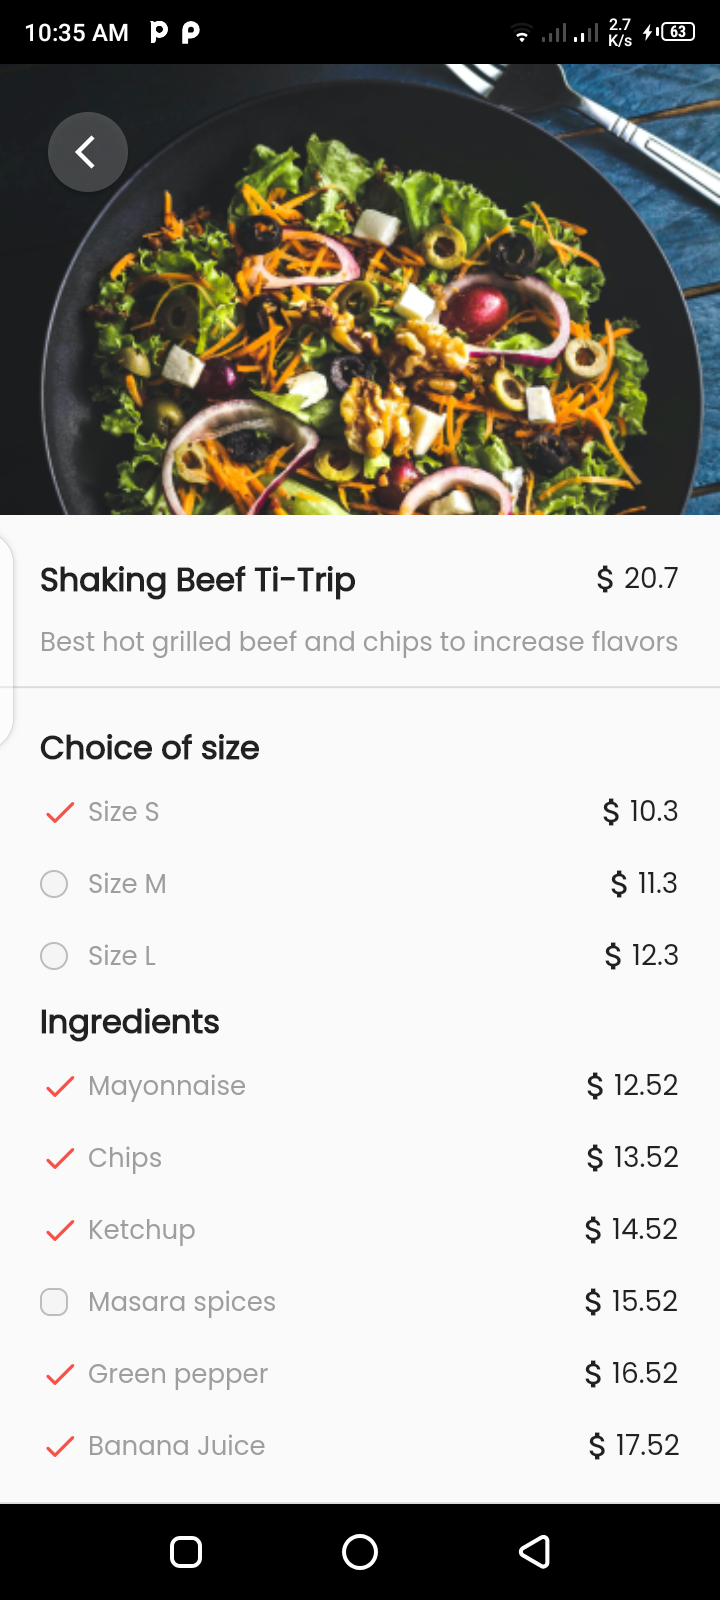 10:35 AM
2.7
K/s
63
Shaking Beef Ti-Trip
$ 20.7
Best hot grilled beef and chips to increase flavors
Choice of size
Size S $ 10.3
Size M $ 11.3
Size L $ 12.3
Ingredients
Mayonnaise $ 12.52
Chips $ 13.52
Ketchup $ 14.52
Masara spices $ 15.52
Green pepper $ 16.52
Banana Juice $ 17.52